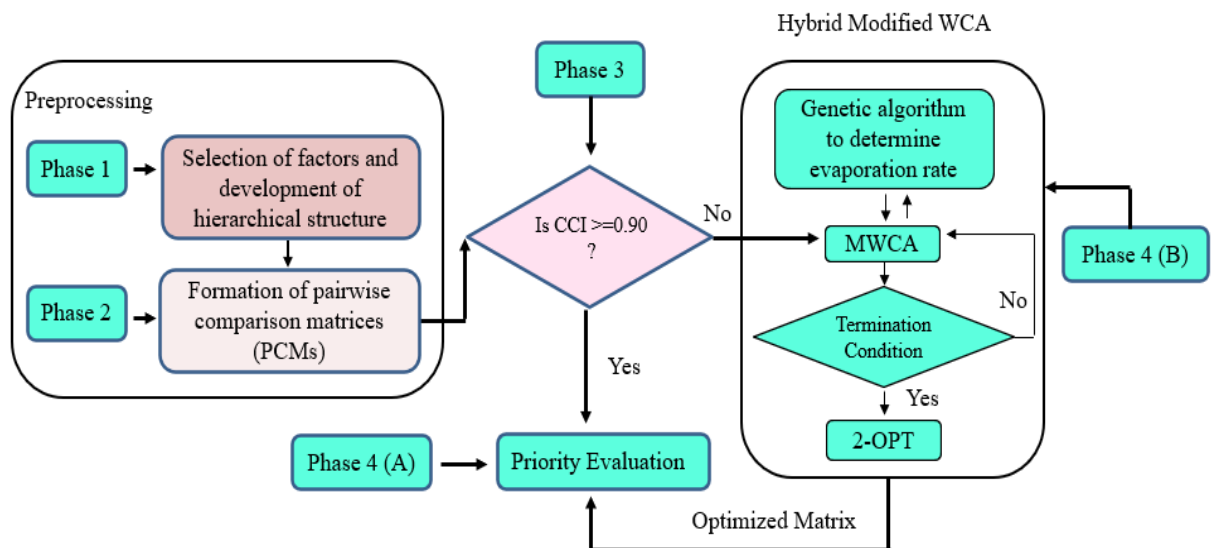 Hybrid Modified WCA
Preprocessing
Phase 1
Selection of factors and
development of
hierarchical structure
Phase 2
Formation of pairwise
comparison matrices
(PCMs)
Phase 3
Is CCI >=0.90
?
No
Yes
Phase 4 (A)
Priority Evaluation
Genetic algorithm
to determine
evaporation rate
MWCA
Termination
Condition
No
Yes
2-OPT
Phase 4 (B)
Optimized Matrix